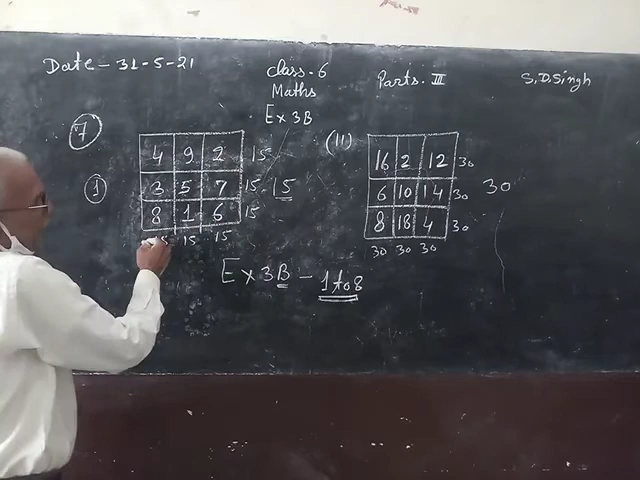 Date - 31-5-21
Class - 6
Maths
Ex 3B
Parts - III
S.D.Singh
7
(1)
4 9 2 15
3 5 7 15 15
8 1 6 15
15 15
(11)
16 2 12 30
6 10 14 30 30
8 18 4 30
30 30 30
Ex 3B - 1 to 8